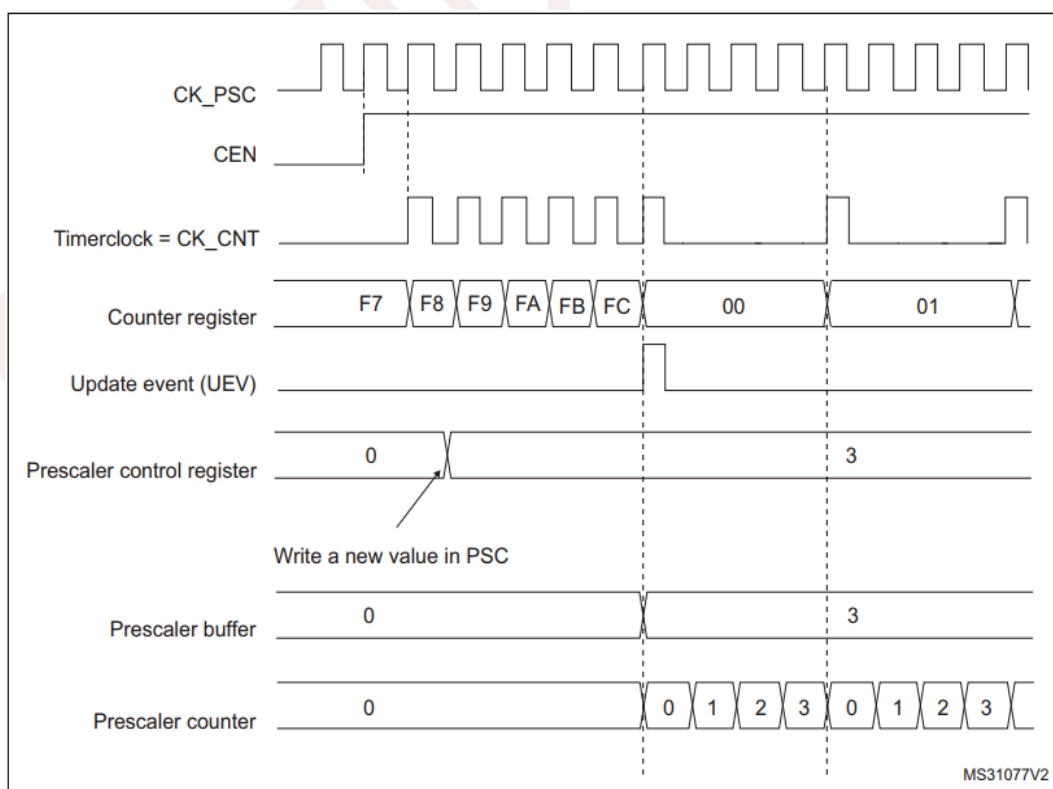 CK_PSC
CEN
Timerclock = CK_CNT
Counter register F7 F8 F9 FA FB FC 00 01
Update event (UEV)
Prescaler control register 0 3
Write a new value in PSC
Prescaler buffer 0 3
Prescaler counter 0 0 1 2 3 0 1 2 3
MS31077V2